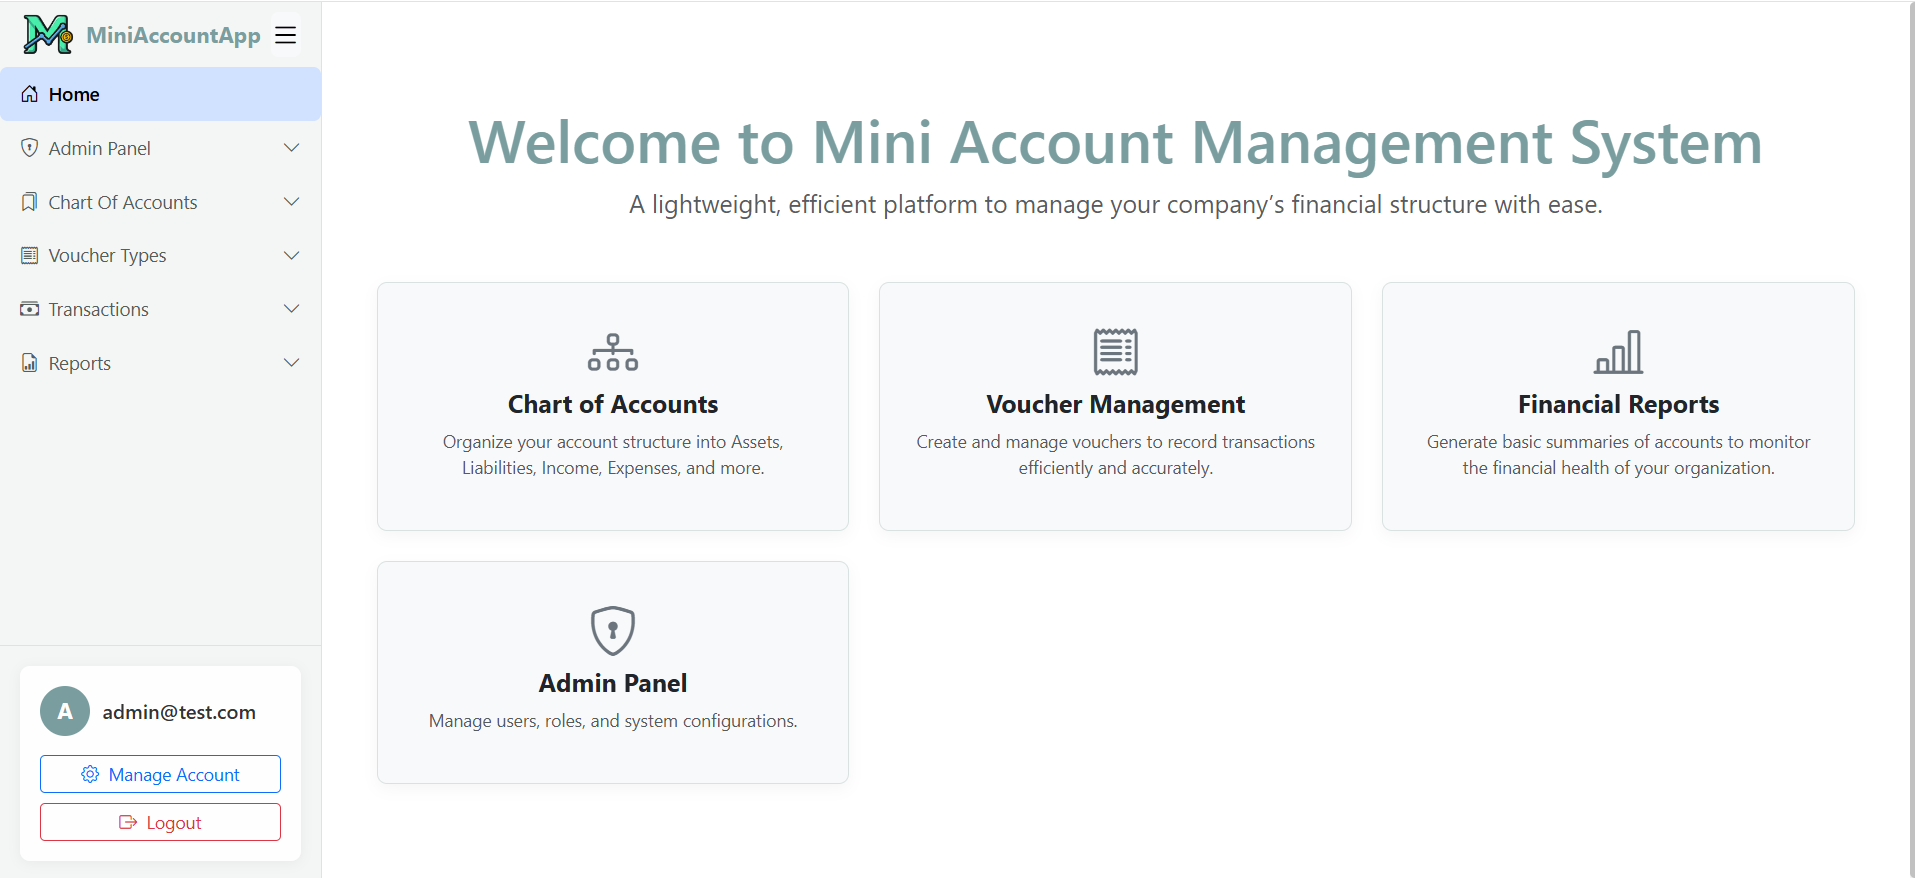 MiniAccountApp
Home
Admin Panel
Chart Of Accounts
Voucher Types
Transactions
Reports
A
admin@test.com
Manage Account
Logout
Welcome to Mini Account Management System
A lightweight, efficient platform to manage your company’s financial structure with ease.
Chart of Accounts
Organize your account structure into Assets,
Liabilities, Income, Expenses, and more.
Voucher Management
Create and manage vouchers to record transactions
efficiently and accurately.
Financial Reports
Generate basic summaries of accounts to monitor
the financial health of your organization.
Admin Panel
Manage users, roles, and system configurations.